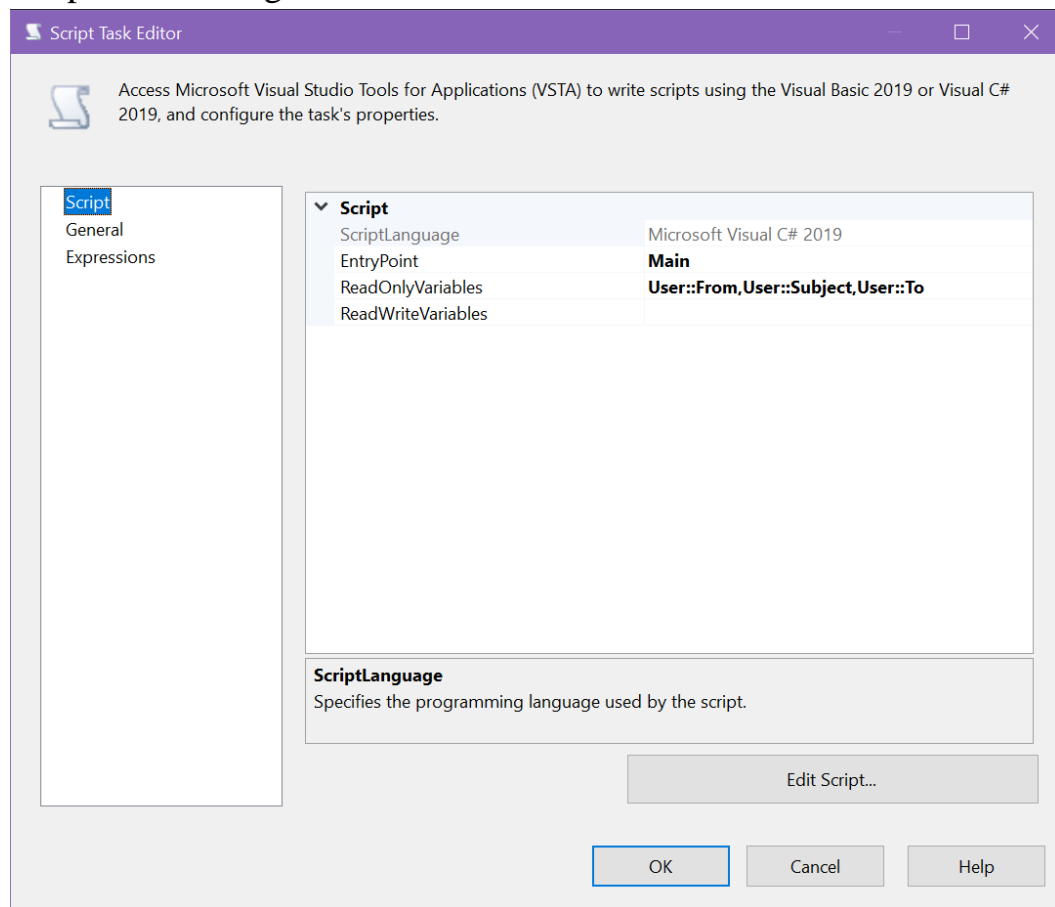 Script Task Editor
Access Microsoft Visual Studio Tools for Applications (VSTA) to write scripts using the Visual Basic 2019 or Visual C#
2019, and configure the task's properties.
Script
General
Expressions
Script
ScriptLanguage Microsoft Visual C# 2019
EntryPoint Main
ReadOnlyVariables User::From,User::Subject,User::To
ReadWriteVariables
ScriptLanguage
Specifies the programming language used by the script.
Edit Script...
OK Cancel Help